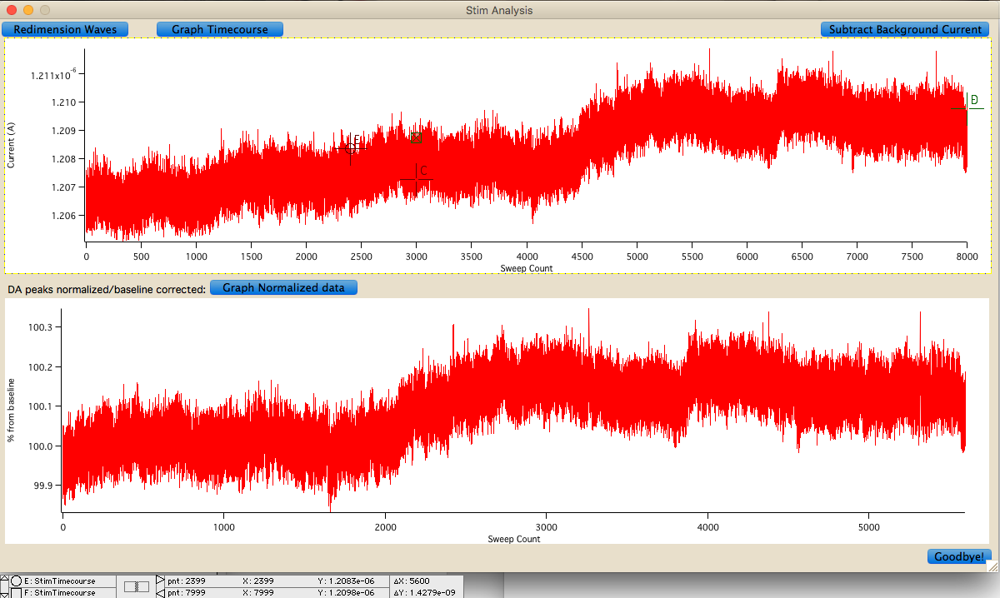 Stim Analysis
Redimension Waves Graph Timecourse Subtract Background Current
1.211x10-6
1.210
1.209
1.208
1.207
1.206
Current (A)
E
C
D
0 500 1000 1500 2000 2500 3000 3500 4000 4500 5000 5500 6000 6500 7000 7500 8000
Sweep Count
DA peaks normalized/baseline corrected: Graph Normalized data
100.3
100.2
100.1
100.0
99.9
% from baseline
0 1000 2000 3000 4000 5000
Sweep Count
Goodbye!
E: StimTimecourse pnt: 2399 X: 2399 Y: 1.2083e-06 ΔX: 5600
F: StimTimecourse pnt: 7999 X: 7999 Y: 1.2098e-06 ΔY: 1.4279e-09